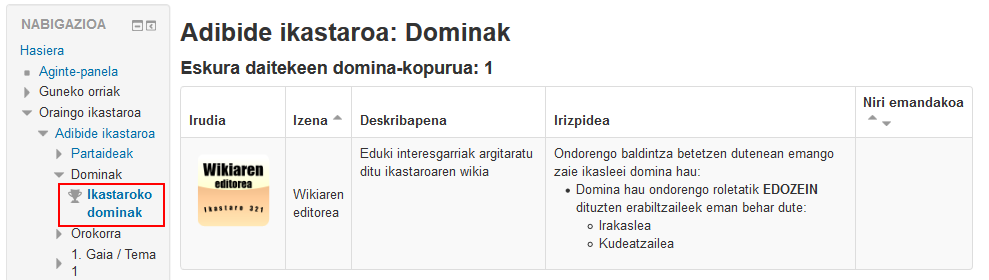 NABIGAZIOA
Hasiera
Aginte-panela
Guneko orriak
Oraingo ikastaroa
Adibide ikastaroa
Partaideak
Dominak
Ikastaroko
dominak
Orokorra
1. Gaia / Tema
1
Adibide ikastaroa: Dominak
Eskura daitekeen domina-kopurua: 1
Irudia
Izena
Deskribapena
Irizpidea
Niri emandakoa
Wikiaren
editorea
Ikastaro 321
Wikiaren
editorea
Eduki interesgarriak argitaratu
ditu ikastaroaren wikia
Ondorengo baldintza betetzen dutenean emango
zaie ikasleei domina hau:
• Domina hau ondorengo roletatik EDOZEIN
dituzten erabiltzaileek eman behar dute:
◦ Irakaslea
◦ Kudeatzailea